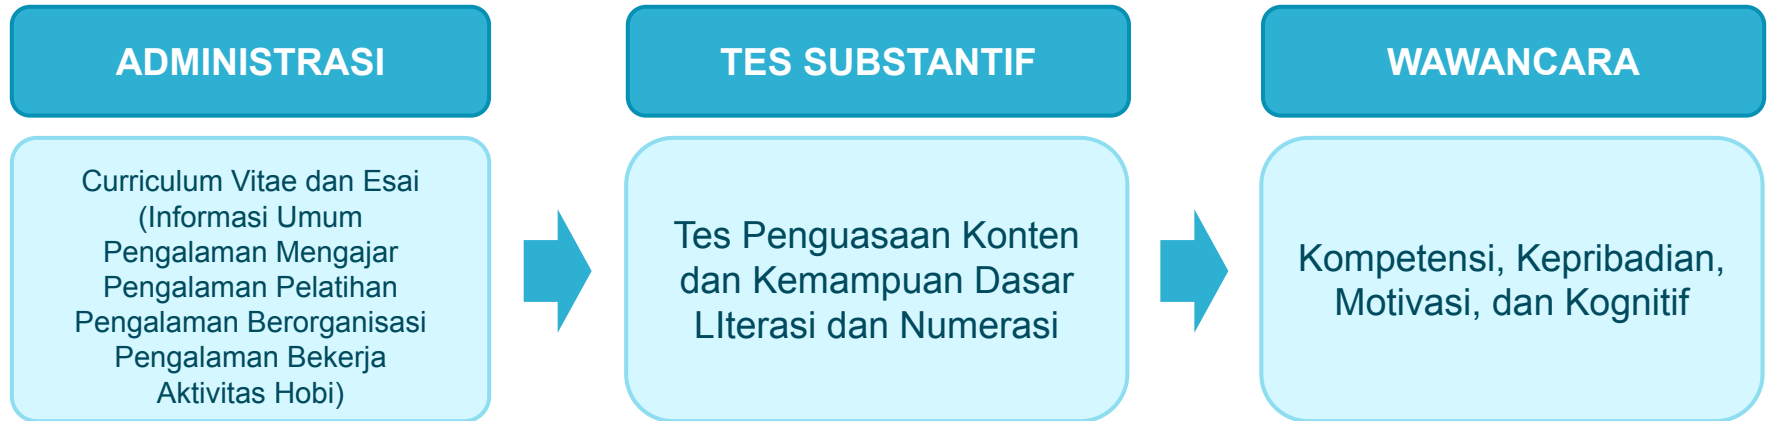 ADMINISTRASI
Curriculum Vitae dan Esai
(Informasi Umum
Pengalaman Mengajar
Pengalaman Pelatihan
Pengalaman Berorganisasi
Pengalaman Bekerja
Aktivitas Hobi)
TES SUBSTANTIF
Tes Penguasaan Konten
dan Kemampuan Dasar
LIterasi dan Numerasi
WAWANCARA
Kompetensi, Kepribadian,
Motivasi, dan Kognitif